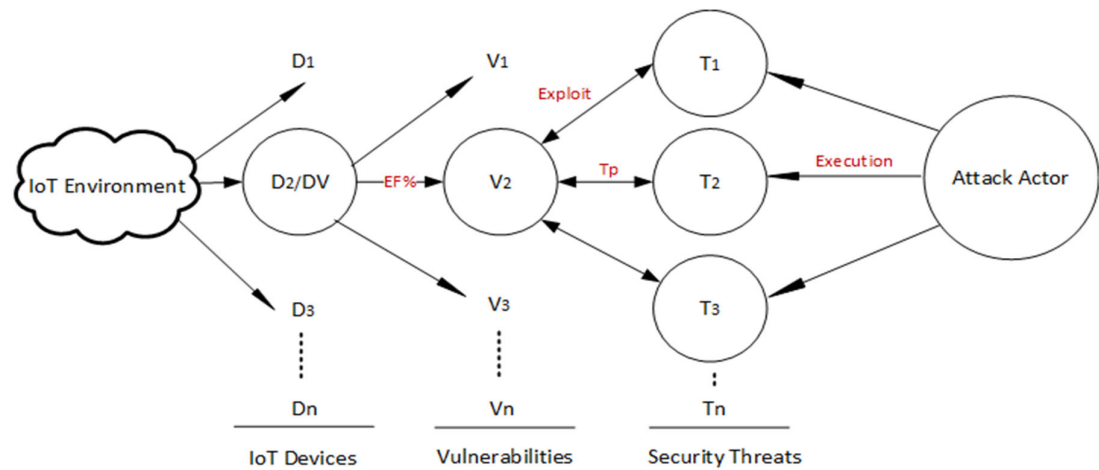 D1 V1 T1
Exploit
IoT Environment D2/DV EF% V2 Tp T2 Execution Attack Actor
D3 V3 T3
Dn Vn Tn
IoT Devices Vulnerabilities Security Threats